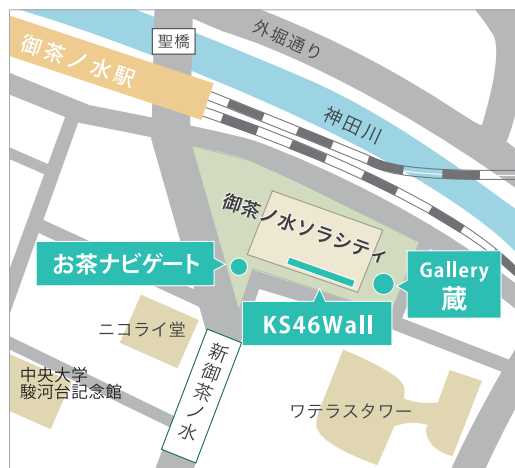 聖橋
外堀通り
御茶ノ水駅
神田川
御茶ノ水ソラシティ
お茶ナビゲート
Gallery
蔵
KS46Wall
ニコライ堂
新御茶ノ水
中央大学
駿河台記念館
ワテラスタワー